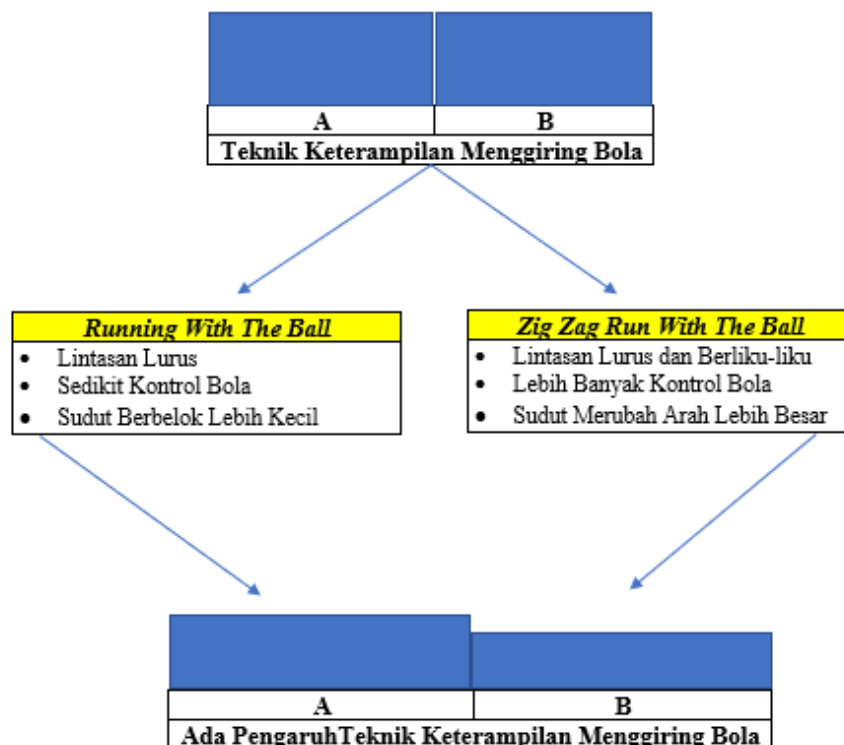 A
B
Teknik Keterampilan Menggiring Bola
Running With The Ball
• Lintasan Lurus
• Sedikit Kontrol Bola
• Sudut Berbelok Lebih Kecil
Zig Zag Run With The Ball
• Lintasan Lurus dan Berliku-liku
• Lebih Banyak Kontrol Bola
• Sudut Merubah Arah Lebih Besar
A
B
Ada PengaruhTeknik Keterampilan Menggiring Bola